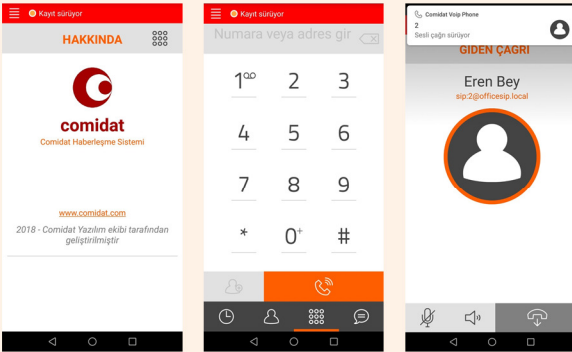 Kayıt sürüyor
HAKKINDA
comidat
Comidat Haberleşme Sistemi
www.comidat.com
2018 - Comidat Yazılım ekibi tarafından
geliştirilmiştir
Kayıt sürüyor
Numara veya adres gir
1 2 3
4 5 6
7 8 9
* 0+ #
Comidat Voip Phone
2
Sesli çağrı sürüyor
GİDEN ÇAĞRI
Eren Bey
sip:2@officesip.local